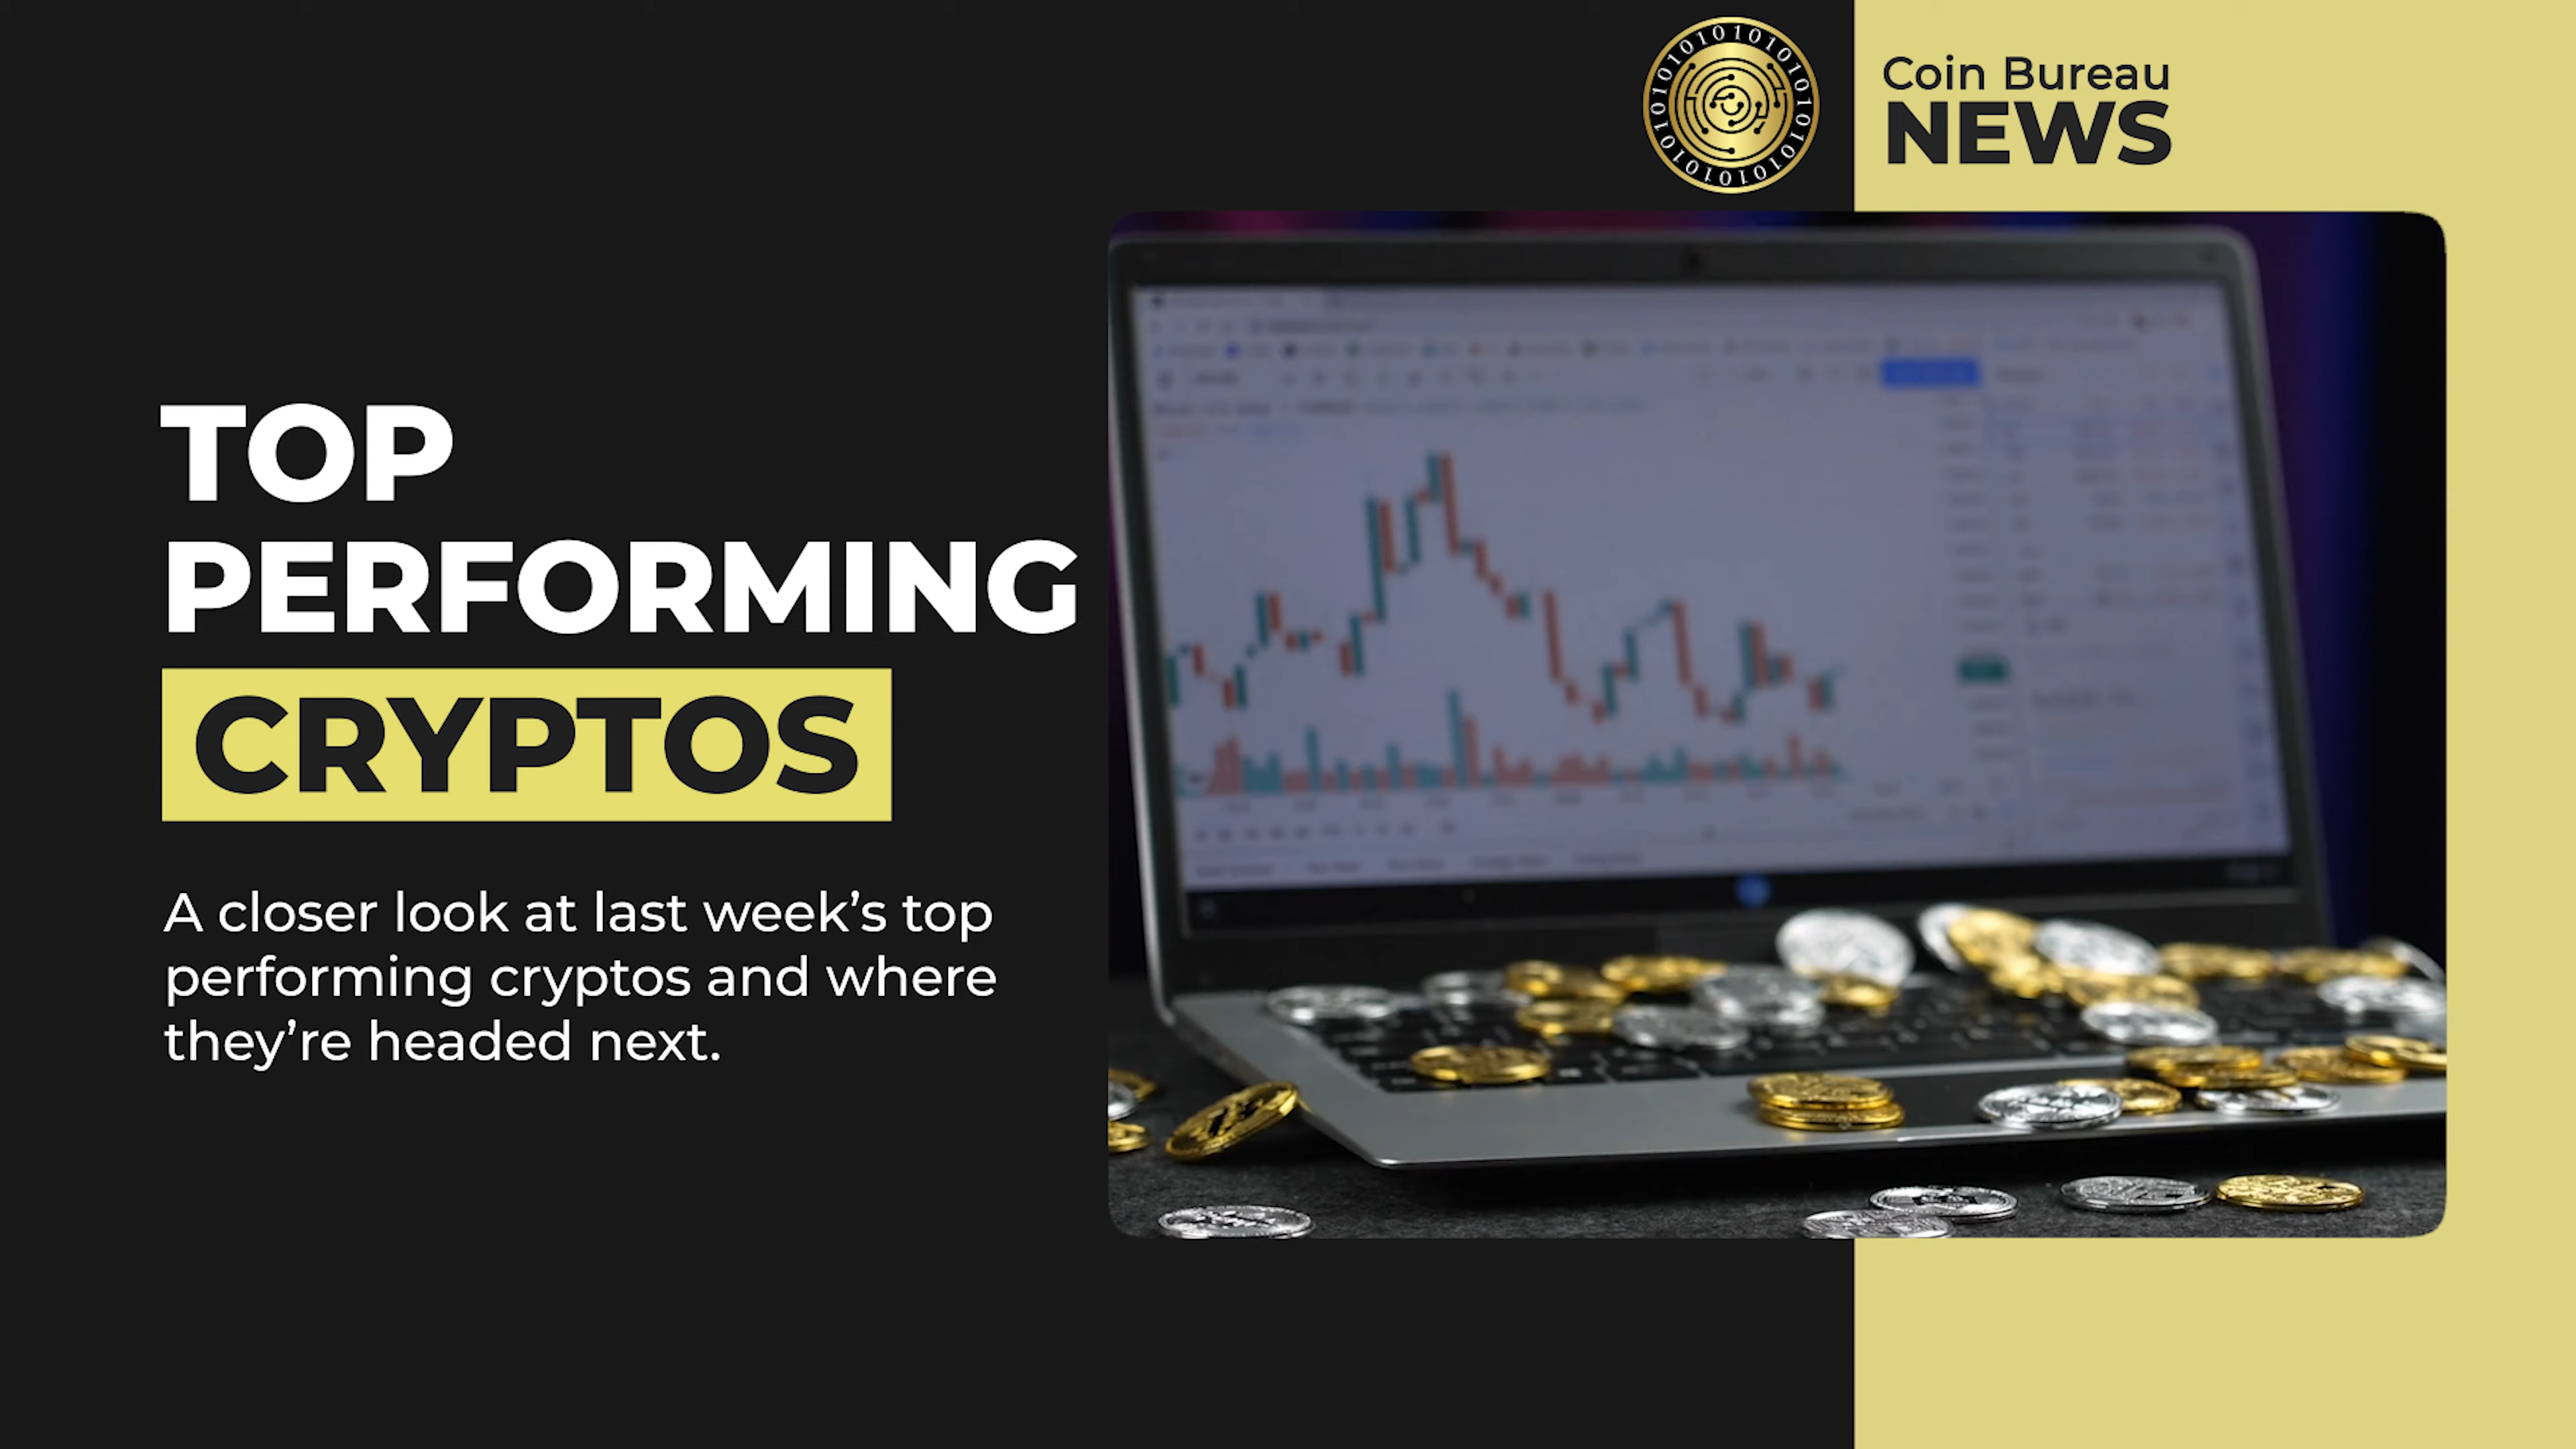 Coin Bureau
NEWS
TOP
PERFORMING
CRYPTOS
A closer look at last week’s top
performing cryptos and where
they’re headed next.